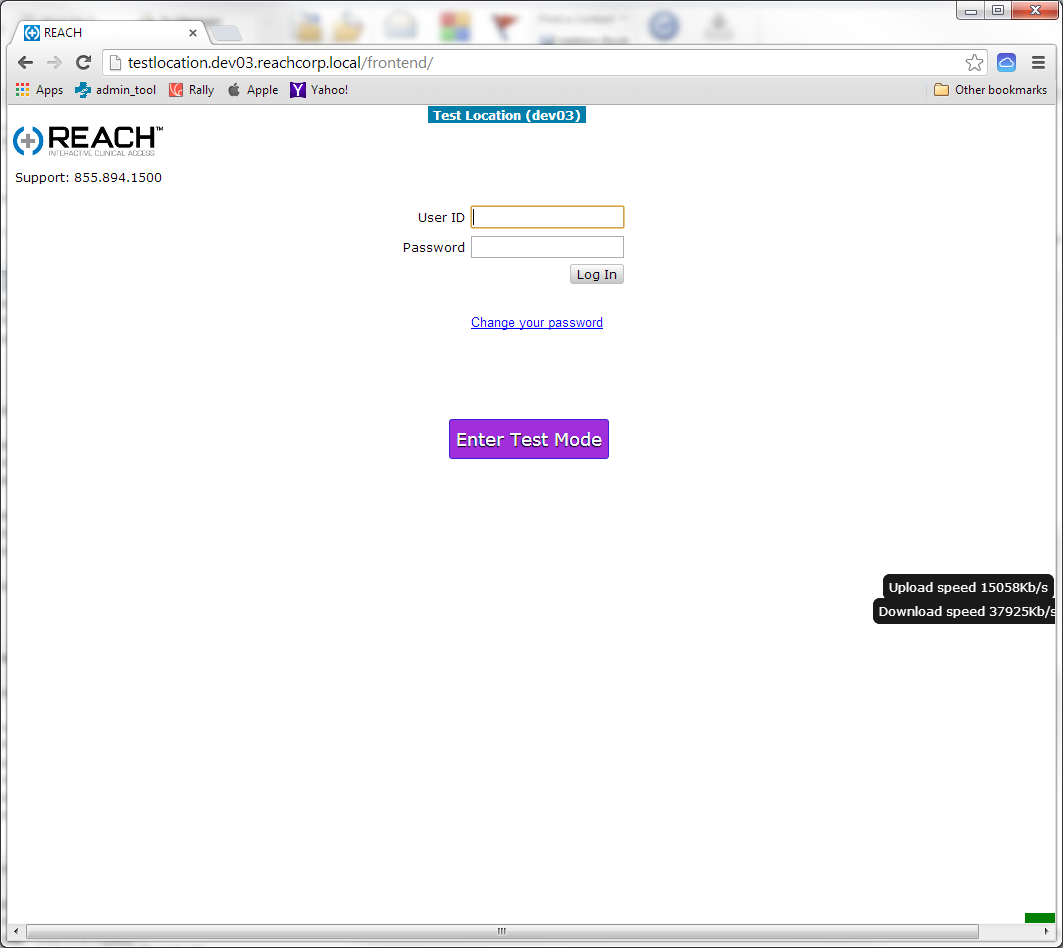 REACH
testlocation.dev03.reachcorp.local/frontend/
Apps admin_tool Rally Apple Yahoo! Other bookmarks
Test Location (dev03)
REACH™
INTERACTIVE CLINICAL ACCESS
Support: 855.894.1500
User ID
Password
Log In
Change your password
Enter Test Mode
Upload speed 15058Kb/s
Download speed 37925Kb/s